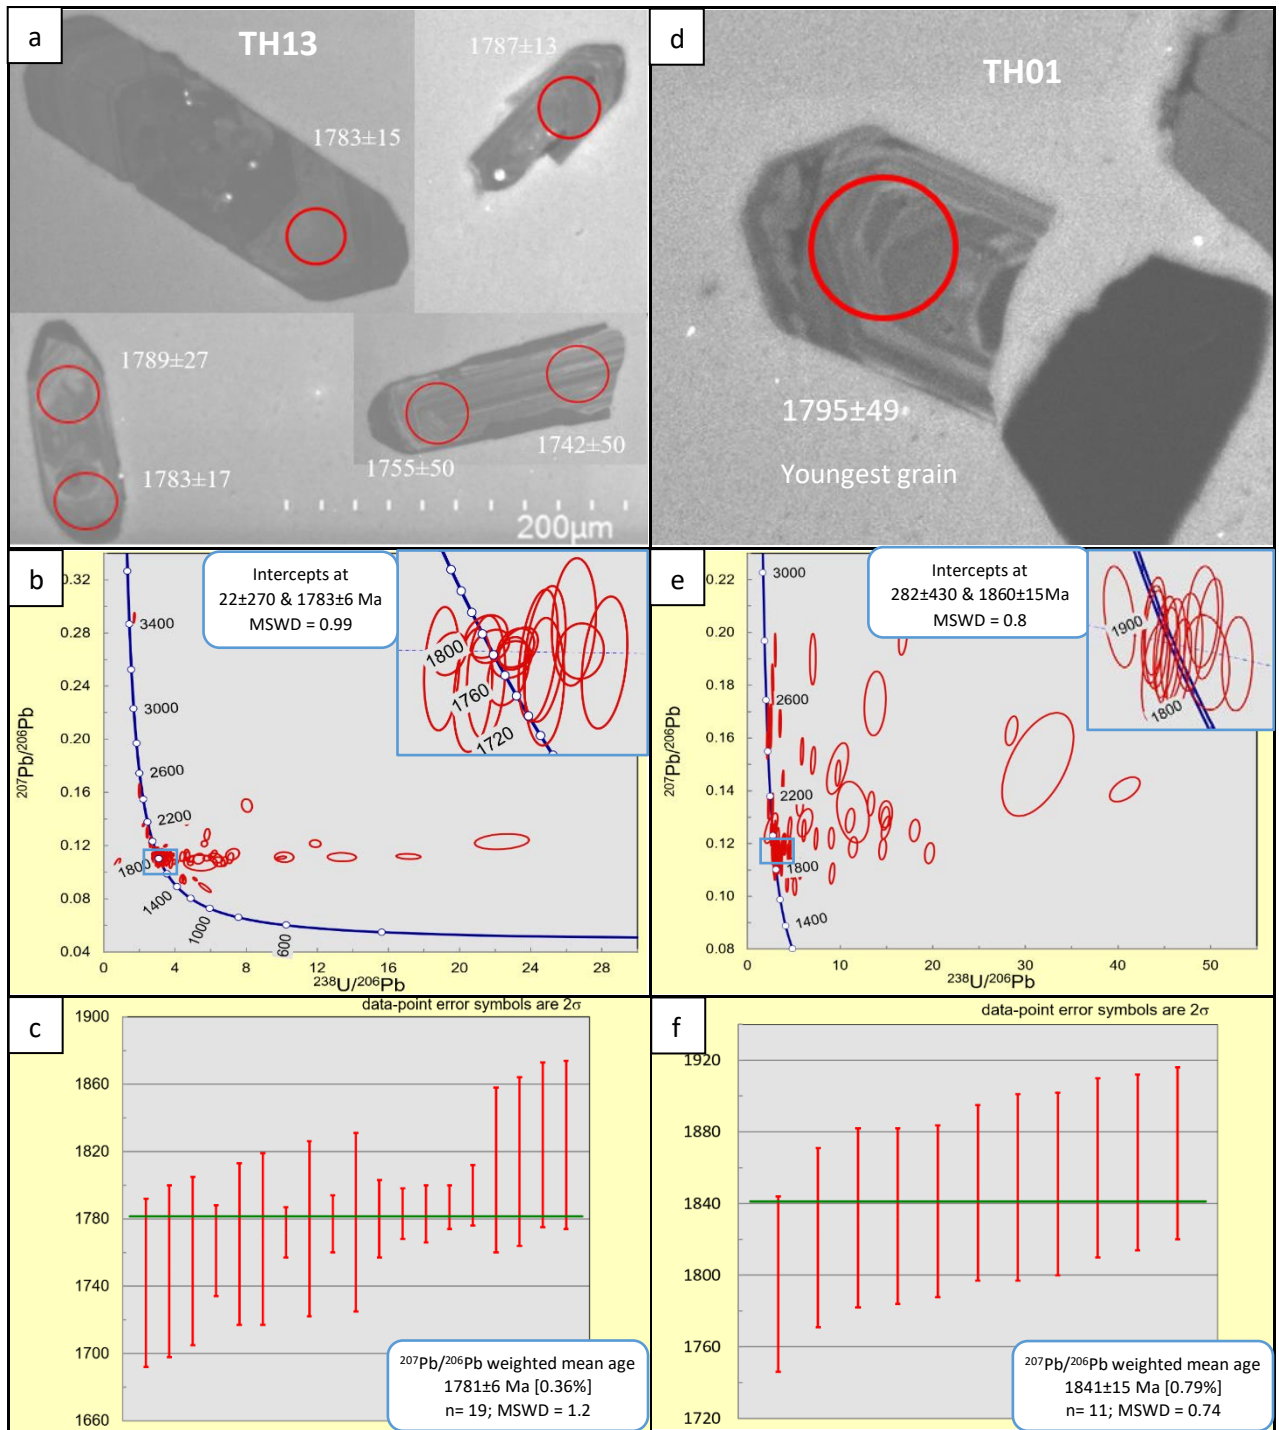 a
TH13
1787±13
1783±15
1789±27
1783±17
1755±50
1742±50
200µm
d
TH01
1795±49
Youngest grain
b
Intercepts at
22±270 & 1783±6 Ma
MSWD = 0.99
0.32
0.28
0.24
0.20
0.16
0.12
0.08
0.04
207Pb/206Pb
3400
3000
2600
2200
1800
1400
1000
600
1800
1760
1720
0
4
8
12
16
20
24
28
238U/206Pb
e
Intercepts at
282±430 & 1860±15Ma
MSWD = 0.8
0.22
0.20
0.18
0.16
0.14
0.12
0.10
0.08
207Pb/206Pb
3000
2600
2200
1800
1400
1900
1800
0
10
20
30
40
50
238U/206Pb
c
data-point error symbols are 2σ
1900
1860
1820
1780
1740
1700
1660
207Pb/206Pb weighted mean age
1781±6 Ma [0.36%]
n= 19; MSWD = 1.2
f
data-point error symbols are 2σ
1920
1880
1840
1800
1760
1720
207Pb/206Pb weighted mean age
1841±15 Ma [0.79%]
n= 11; MSWD = 0.74